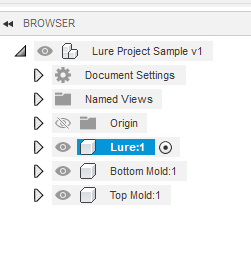 BROWSER
Lure Project Sample v1
Document Settings
Named Views
Origin
Lure:1
Bottom Mold:1
Top Mold:1